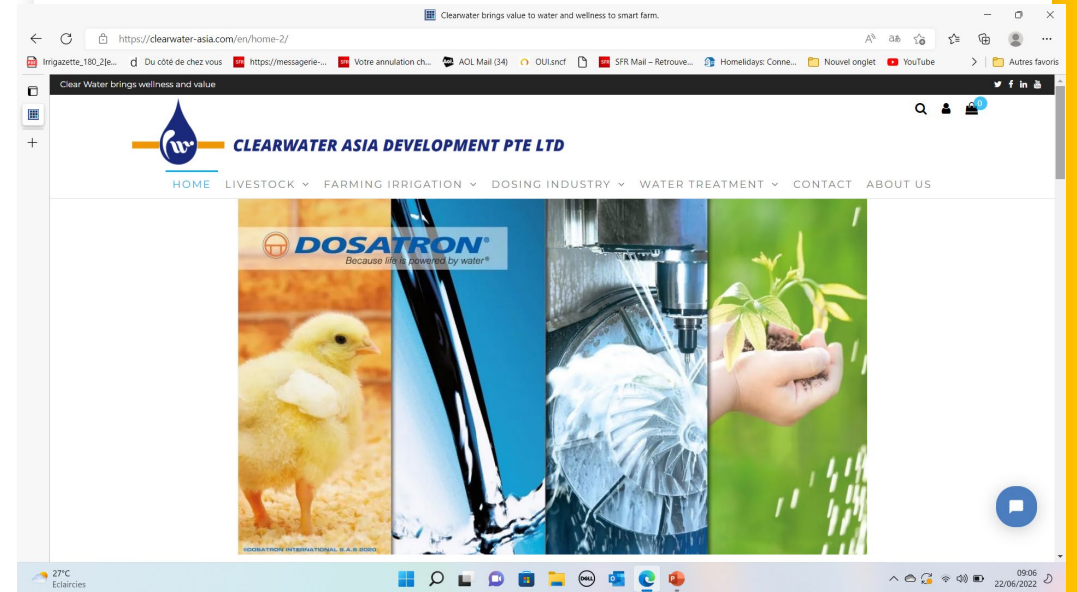 Clearwater brings value to water and wellness to smart farm.
https://clearwater-asia.com/en/home-2/
Irrigazette_180_2[e... Du côté de chez vous https://messagerie-... Votre annulation ch... AOL Mail (34) OUI.sncf SFR Mail – Retrouve... Homelidays: Conne... Nouvel onglet YouTube Autres favoris
Clear Water brings wellness and value
0
CLEARWATER ASIA DEVELOPMENT PTE LTD
HOME LIVESTOCK FARMING IRRIGATION DOSING INDUSTRY WATER TREATMENT CONTACT ABOUT US
DOSATRON®
Because life is powered by water®
©DOSATRON INTERNATIONAL S.A.S 2020
27°C
Eclaircies
DELL
09:06
22/06/2022